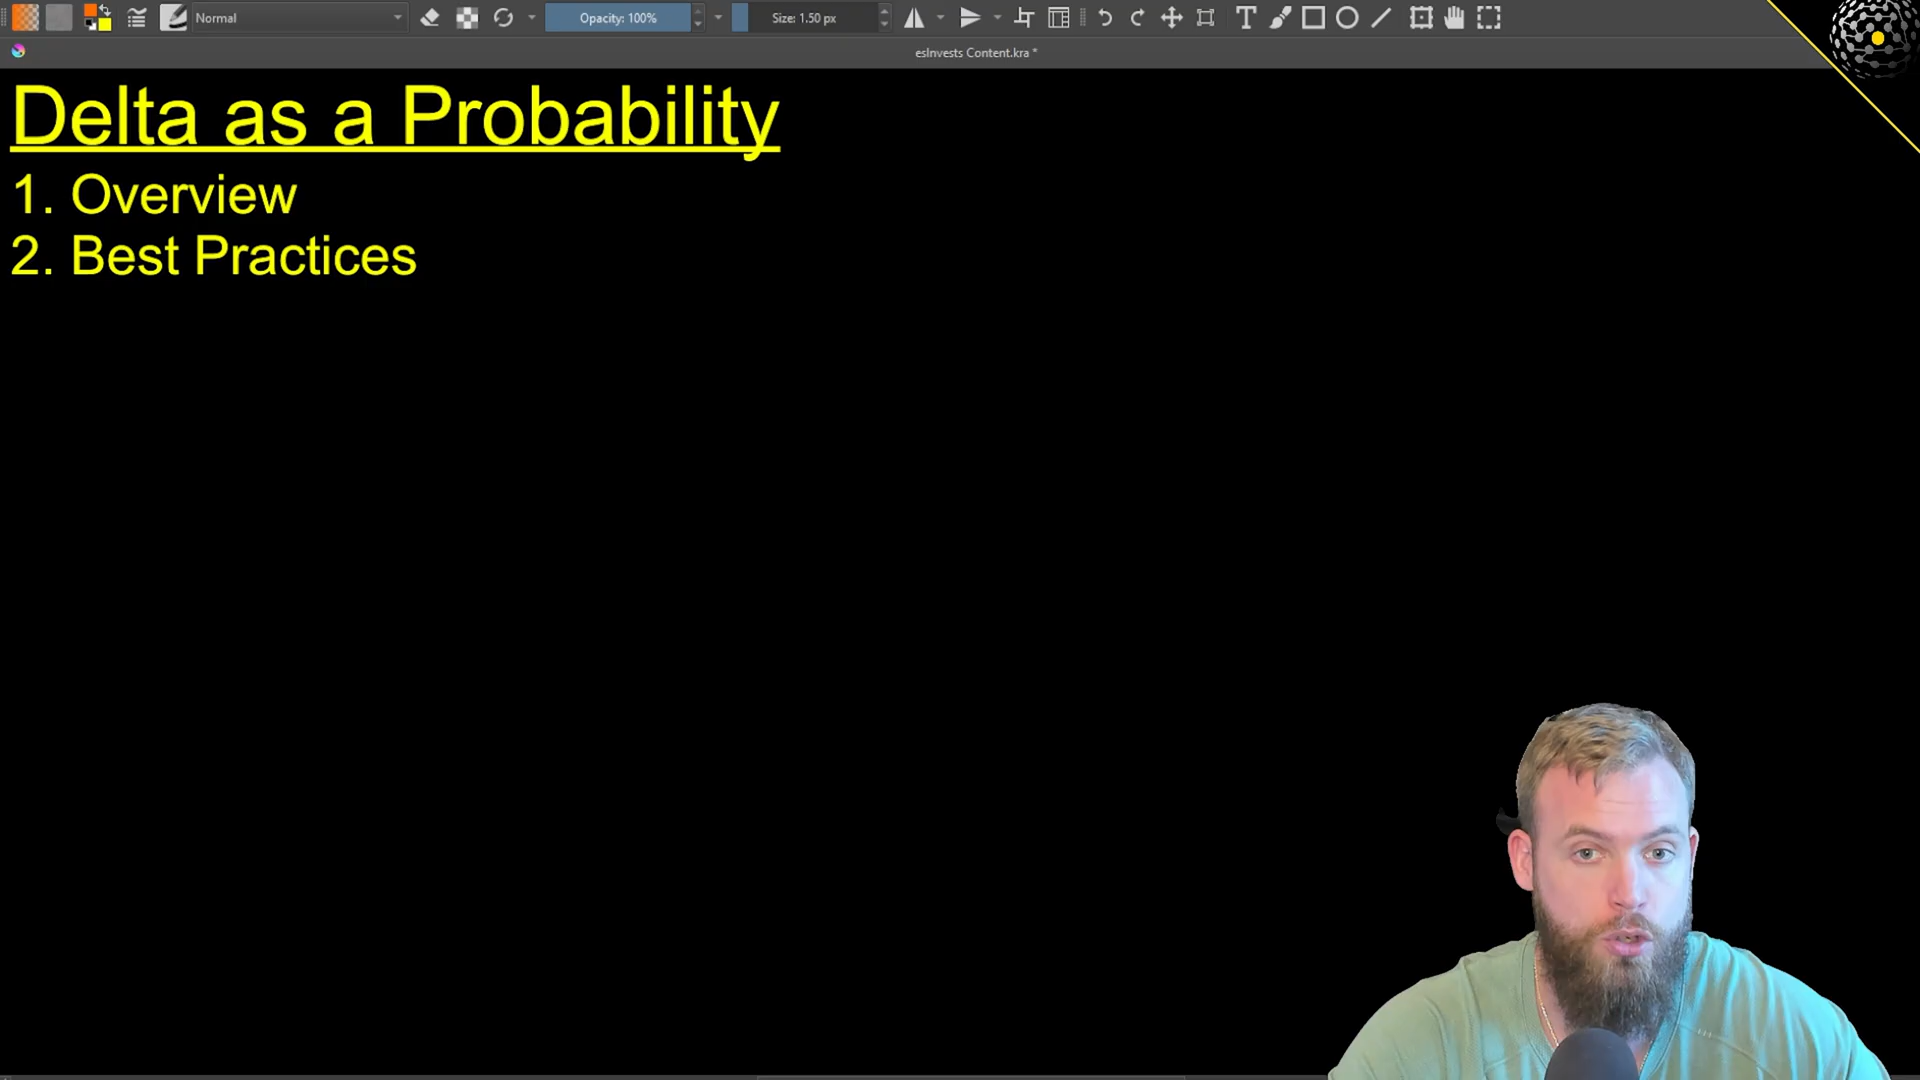 Normal
Opacity: 100%
Size: 1.50 px
esInvests Content.kra *
Delta as a Probability
1. Overview
2. Best Practices